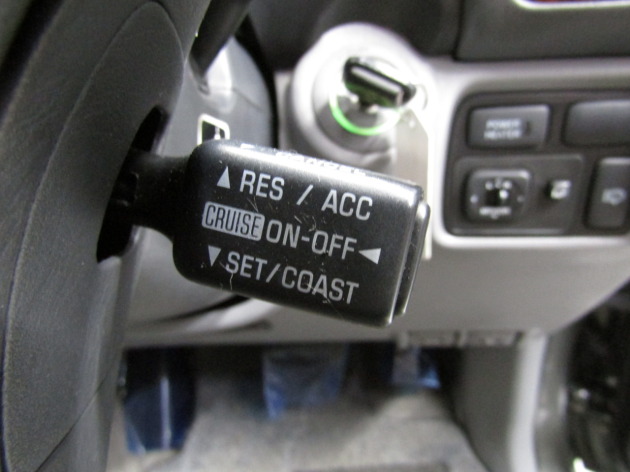 ▲ RES / ACC
CRUISE ON-OFF ◄
▼ SET/COAST
POWER
HEATER